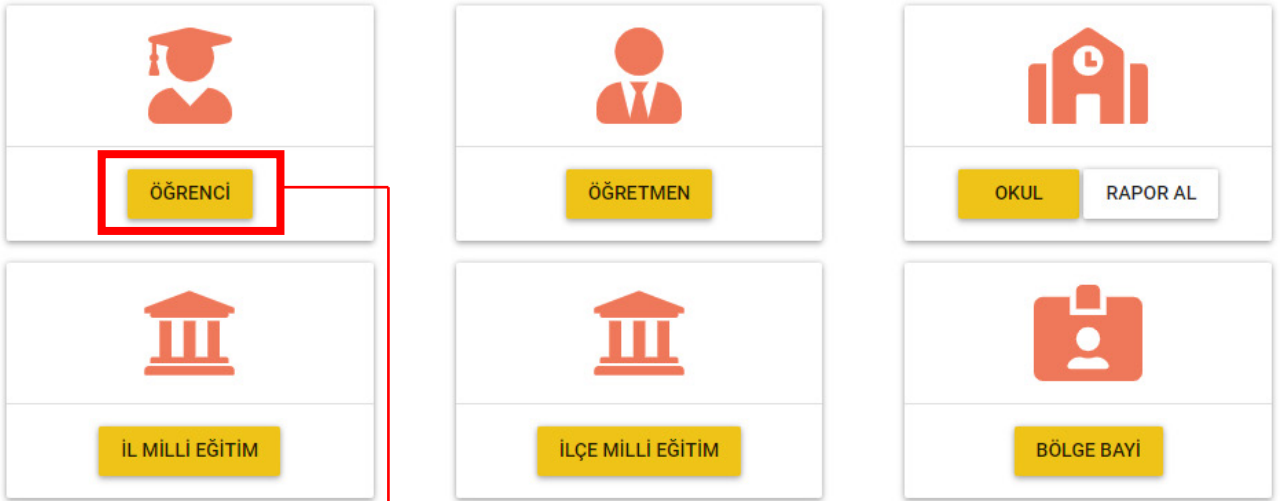 ÖĞRENCİ
ÖĞRETMEN
OKUL
RAPOR AL
İL MİLLİ EĞİTİM
İLÇE MİLLİ EĞİTİM
BÖLGE BAYİ